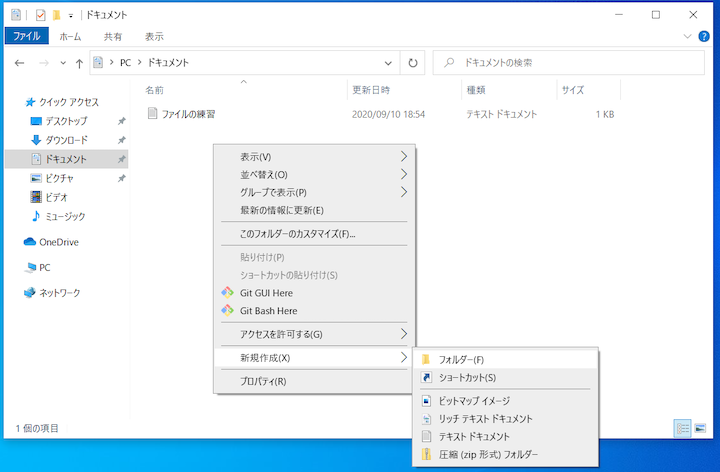 ドキュメント
ファイル ホーム 共有 表示
PC ドキュメント ドキュメントの検索
名前 更新日時 種類 サイズ
クイック アクセス
デスクトップ
ダウンロード
ドキュメント
ピクチャ
ビデオ
ミュージック
OneDrive
PC
ネットワーク
ファイルの練習 2020/09/10 18:54 テキスト ドキュメント 1 KB
表示(V)
並べ替え(O)
グループで表示(P)
最新の情報に更新(E)
このフォルダーのカスタマイズ(F)...
貼り付け(P)
ショートカットの貼り付け(S)
Git GUI Here
Git Bash Here
アクセスを許可する(G)
新規作成(X)
プロパティ(R)
フォルダー(F)
ショートカット(S)
ビットマップ イメージ
リッチ テキスト ドキュメント
テキスト ドキュメント
圧縮 (zip 形式) フォルダー
1 個の項目